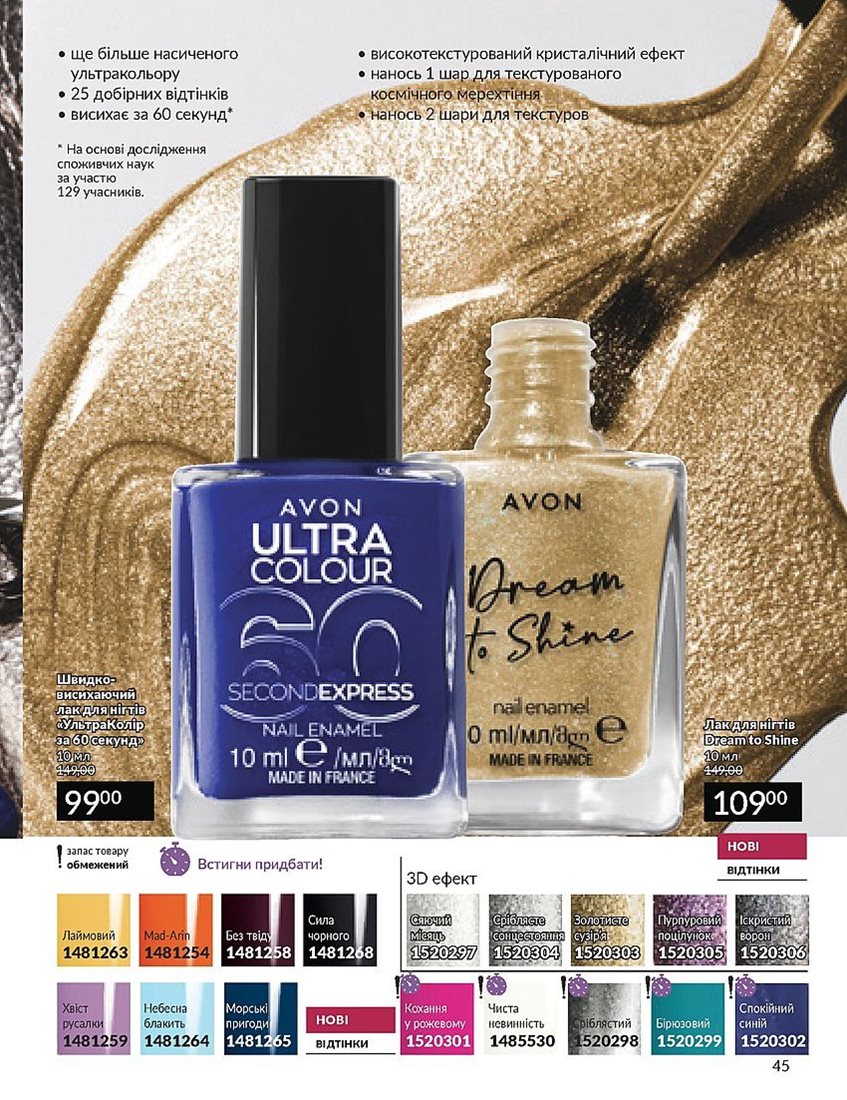 • ще більше насиченого
ультракольору
• 25 добірних відтінків
• висихає за 60 секунд*
* На основі дослідження
споживчих наук
за участю
129 учасників.
• високотекстурований кристалічний ефект
• нанось 1 шар для текстурованого
космічного мерехтіння
• нанось 2 шари для текстуров
AVON
ULTRA
COLOUR
60
SECONDEXPRESS
NAIL ENAMEL
10 ml e /мл/მლ
MADE IN FRANCE
AVON
Dream
to Shine
nail enamel
0 ml/мл/მლ e
MADE IN FRANCE
Швидко-
висихаючий
лак для нігтів
«УльтраКолір
за 60 секунд»
10 мл
149,00
9900
Лак для нігтів
Dream to Shine
10 мл
149,00
10900
! запас товару
обмежений
Встигни придбати!
НОВІ
ВІДТІНКИ
3D ефект
Лаймовий
1481263
Mad-Arin
1481254
Без твіду
1481258
Сила
чорного
1481268
Сяючий
місяць
1520297
Сріблясте
сонцестояння
1520304
Золотисте
сузір'я
1520303
Пурпуровий
поцілунок
1520305
Іскристий
ворон
1520306
Хвіст
русалки
1481259
Небесна
блакить
1481264
Морські
пригоди
1481265
НОВІ
ВІДТІНКИ
Кохання
у рожевому
1520301
Чиста
невинність
1485530
Сріблястий
1520298
Бірюзовий
1520299
Спокійний
синій
1520302
45